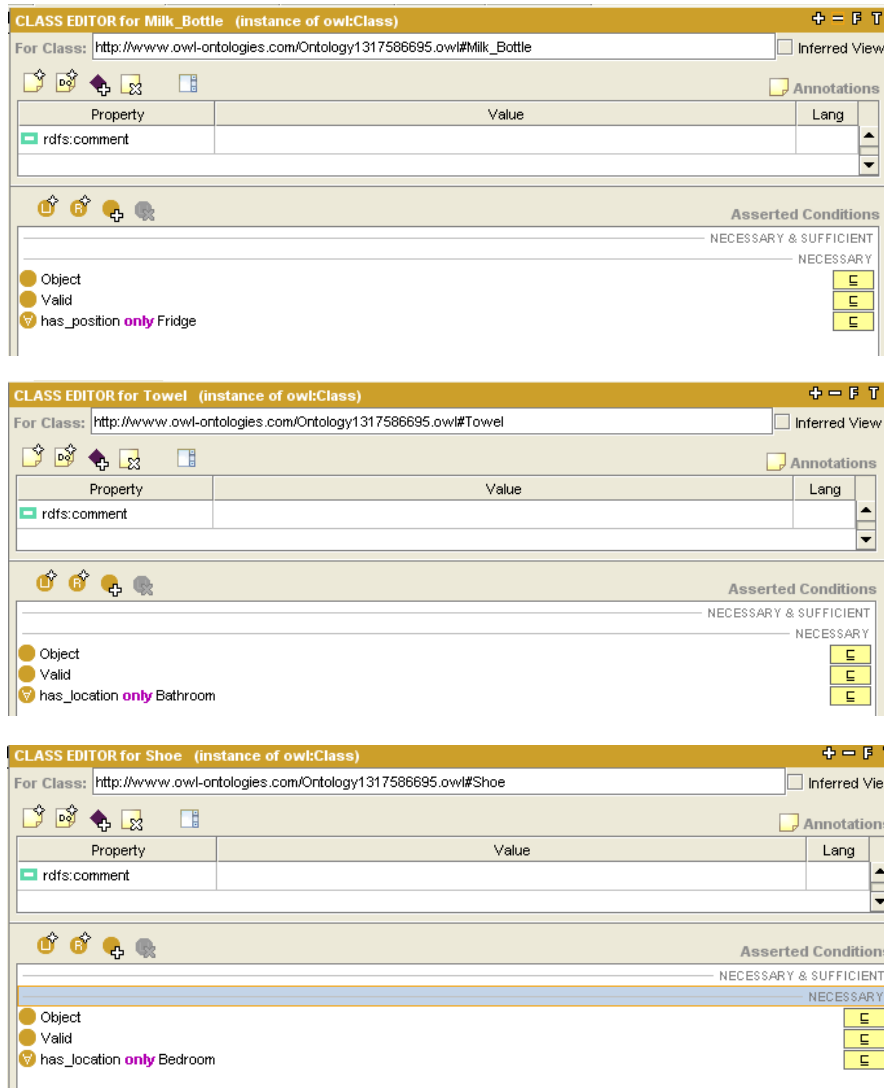 CLASS EDITOR for Milk_Bottle (instance of owl:Class) F T
For Class: http://www.owl-ontologies.com/Ontology1317586695.owl#Milk_Bottle Inferred View
Annotations
Property Value Lang
rdfs:comment
Asserted Conditions
NECESSARY & SUFFICIENT
NECESSARY
Object
Valid
has_position only Fridge
CLASS EDITOR for Towel (instance of owl:Class) F T
For Class: http://www.owl-ontologies.com/Ontology1317586695.owl#Towel Inferred View
Annotations
Property Value Lang
rdfs:comment
Asserted Conditions
NECESSARY & SUFFICIENT
NECESSARY
Object
Valid
has_location only Bathroom
CLASS EDITOR for Shoe (instance of owl:Class) F
For Class: http://www.owl-ontologies.com/Ontology1317586695.owl#Shoe Inferred Vie
Annotations
Property Value Lang
rdfs:comment
Asserted Conditions
NECESSARY & SUFFICIENT
NECESSARY
Object
Valid
has_location only Bedroom